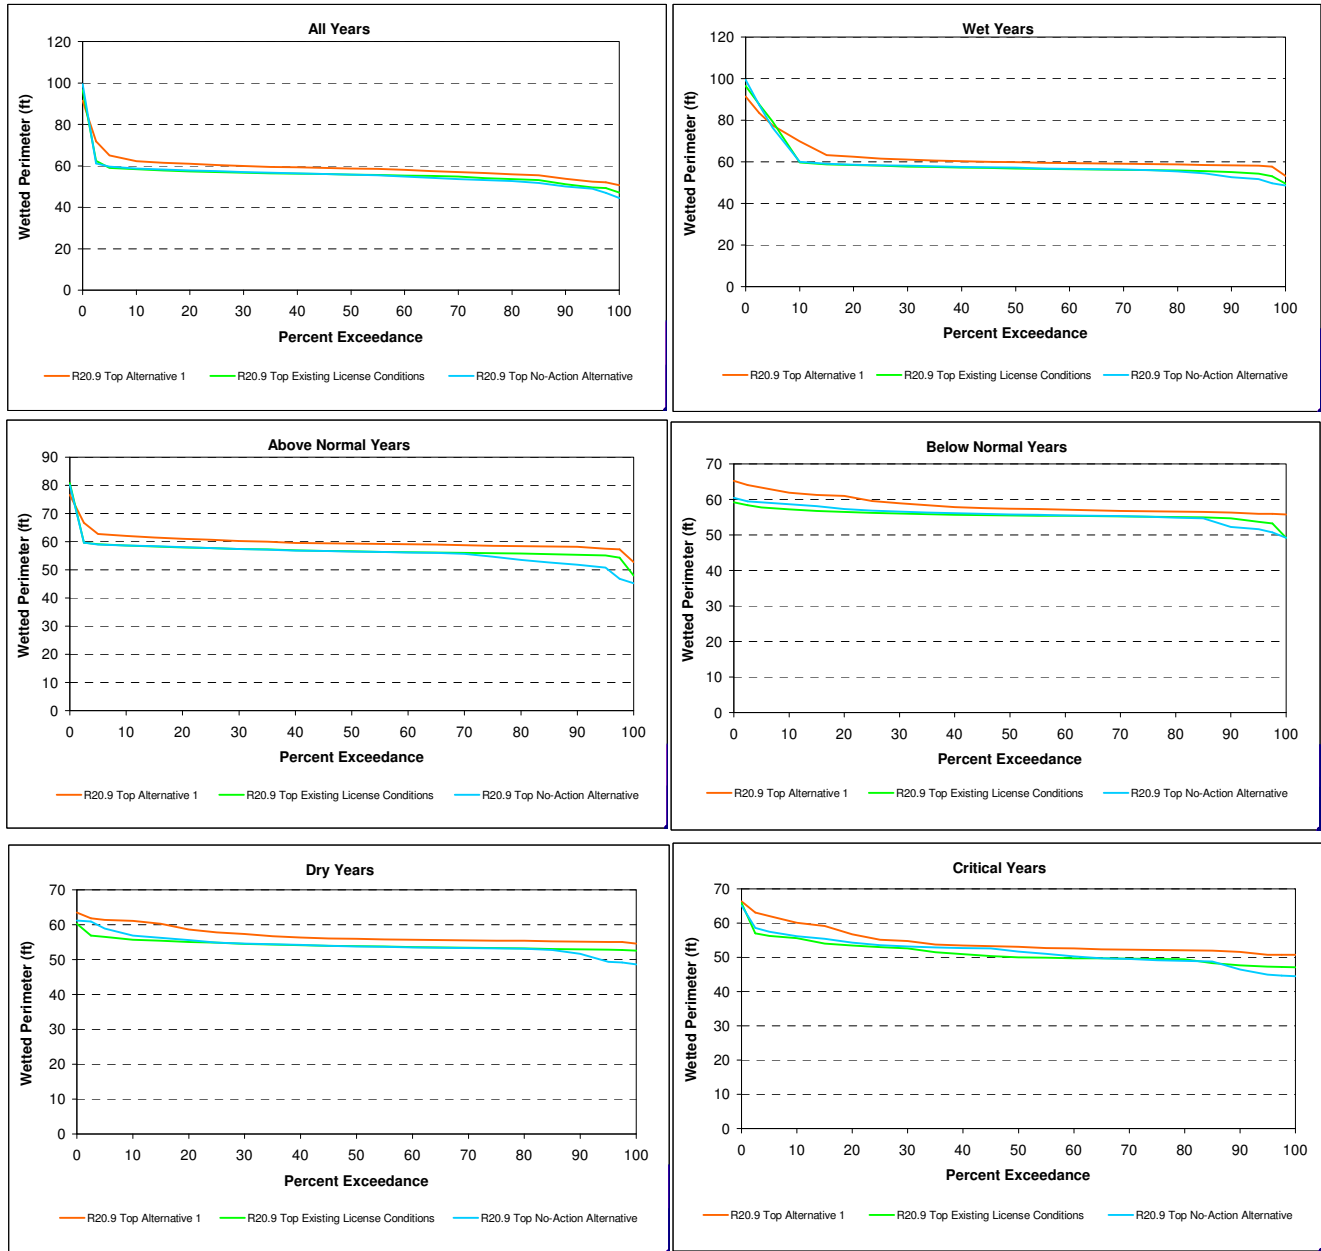 All Years
120
100
80
60
40
20
0
Wetted Perimeter (ft)
0 10 20 30 40 50 60 70 80 90 100
Percent Exceedance
R20.9 Top Alternative 1 R20.9 Top Existing License Conditions R20.9 Top No-Action Alternative
Wet Years
120
100
80
60
40
20
0
Wetted Perimeter (ft)
0 10 20 30 40 50 60 70 80 90 100
Percent Exceedance
R20.9 Top Alternative 1 R20.9 Top Existing License Conditions R20.9 Top No-Action Alternative
Above Normal Years
90
80
70
60
50
40
30
20
10
0
Wetted Perimeter (ft)
0 10 20 30 40 50 60 70 80 90 100
Percent Exceedance
R20.9 Top Alternative 1 R20.9 Top Existing License Conditions R20.9 Top No-Action Alternative
Below Normal Years
70
60
50
40
30
20
10
0
Wetted Perimeter (ft)
0 10 20 30 40 50 60 70 80 90 100
Percent Exceedance
R20.9 Top Alternative 1 R20.9 Top Existing License Conditions R20.9 Top No-Action Alternative
Dry Years
70
60
50
40
30
20
10
0
Wetted Perimeter (ft)
0 10 20 30 40 50 60 70 80 90 100
Percent Exceedance
R20.9 Top Alternative 1 R20.9 Top Existing License Conditions R20.9 Top No-Action Alternative
Critical Years
70
60
50
40
30
20
10
0
Wetted Perimeter (ft)
0 10 20 30 40 50 60 70 80 90 100
Percent Exceedance
R20.9 Top Alternative 1 R20.9 Top Existing License Conditions R20.9 Top No-Action Alternative